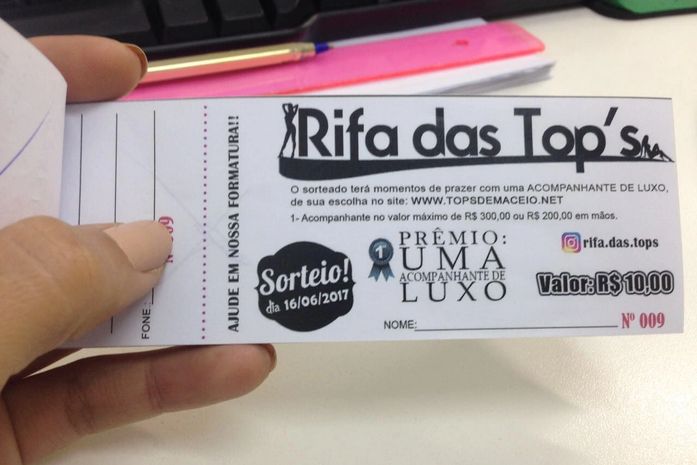 FONE:
Nº 009
AJUDE EM NOSSA FORMATURA!!
Rifa das Top's
O sorteado terá momentos de prazer com uma ACOMPANHANTE DE LUXO,
de sua escolha no site: WWW.TOPSDEMACEIO.NET
1- Acompanhante no valor máximo de R$ 300,00 ou R$ 200,00 em mãos.
Sorteio!
dia 16/06/2017
1º
PRÊMIO:
UMA
ACOMPANHANTE DE
LUXO
rifa.das.tops
Valor: R$ 10,00
NOME:
Nº 009